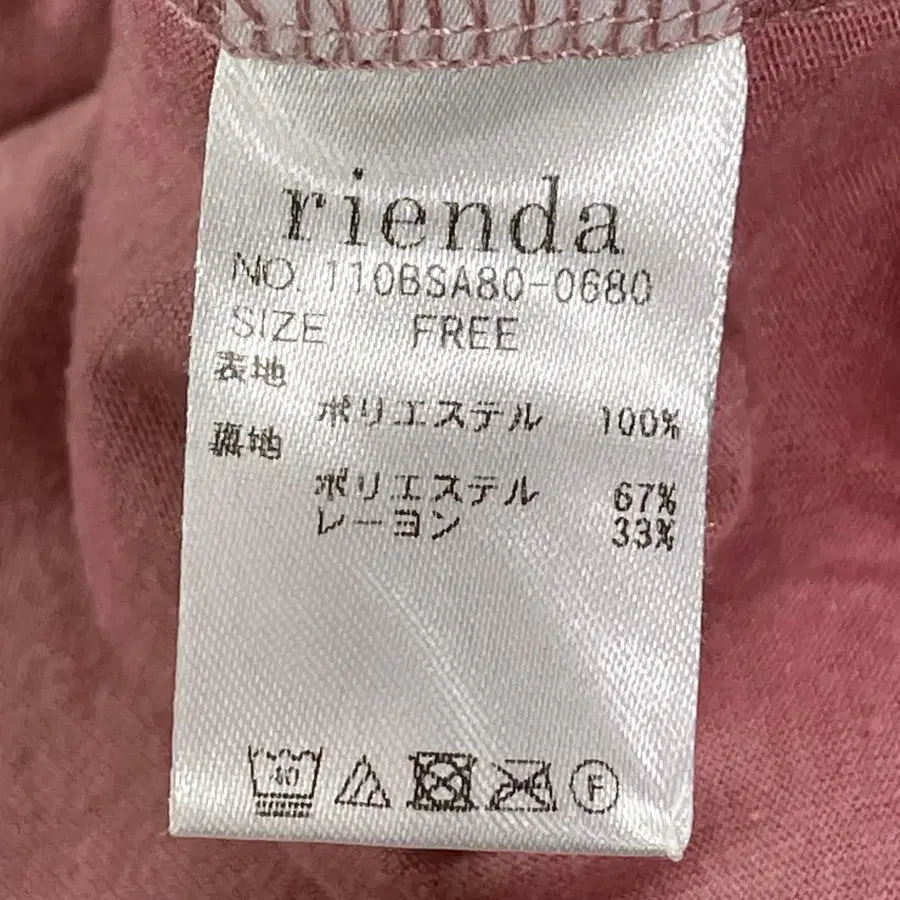 rienda
NO. 110BSA80-0680
SIZE FREE
表地
ポリエステル 100%
裏地
ポリエステル 67%
レーヨン 33%
40 F